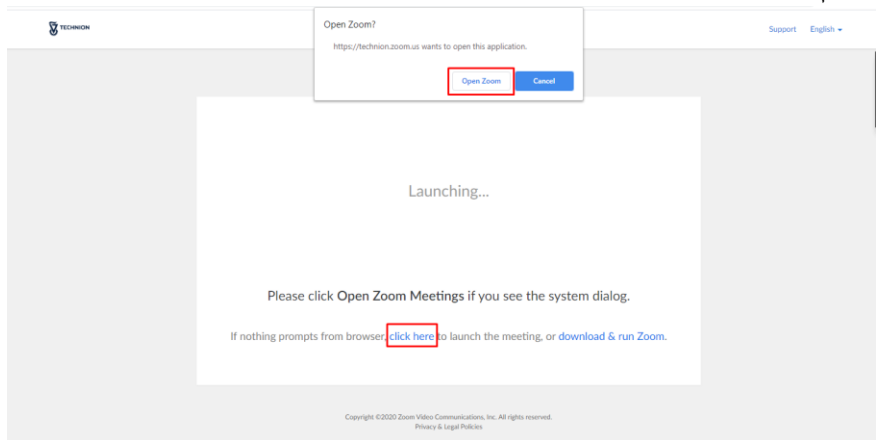 TECHNION
Support English
Open Zoom?
https://technion.zoom.us wants to open this application.
Open Zoom Cancel
Launching...
Please click Open Zoom Meetings if you see the system dialog.
If nothing prompts from browser, click here to launch the meeting, or download & run Zoom.
Copyright ©2020 Zoom Video Communications, Inc. All rights reserved.
Privacy & Legal Policies